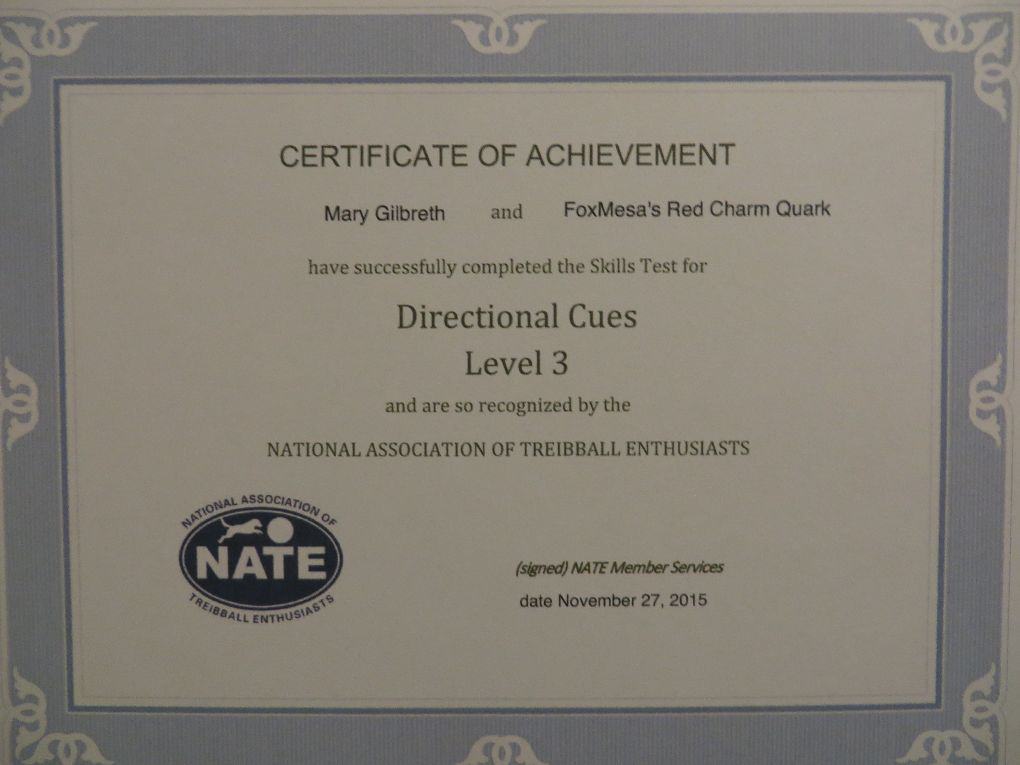 CERTIFICATE OF ACHIEVEMENT
Mary Gilbreth and FoxMesa's Red Charm Quark
have successfully completed the Skills Test for
Directional Cues
Level 3
and are so recognized by the
NATIONAL ASSOCIATION OF TREIBBALL ENTHUSIASTS
NATIONAL ASSOCIATION OF
NATE
TREIBBALL ENTHUSIASTS
(signed) NATE Member Services
date November 27, 2015